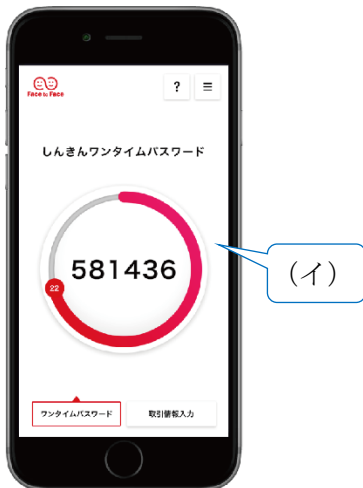 Face to Face
?
しんきんワンタイムパスワード
581436
22
(イ)
ワンタイムパスワード
取引情報入力